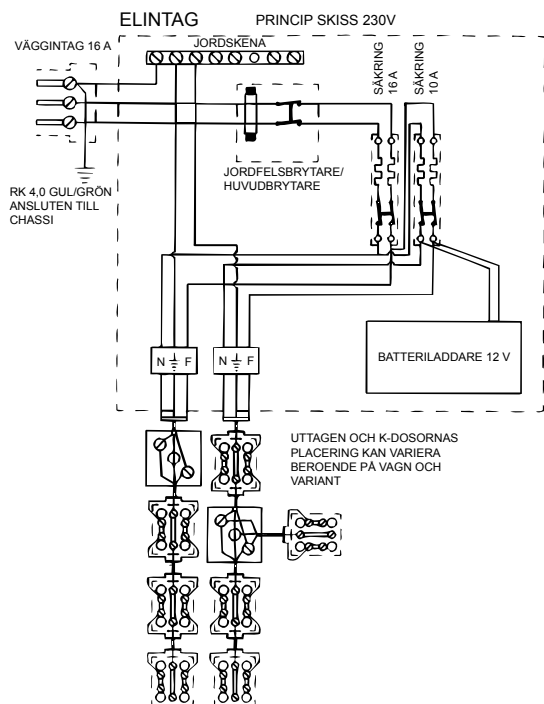 ELINTAG
PRINCIP SKISS 230V
VÄGGINTAG 16 A
JORDSKENA
SÄKRING
16 A
SÄKRING
10 A
JORDFELSBRYTARE/
HUVUDBRYTARE
RK 4,0 GUL/GRÖN
ANSLUTEN TILL
CHASSI
N F
N F
BATTERILADDARE 12 V
UTTAGEN OCH K-DOSORNAS
PLACERING KAN VARIERA
BEROENDE PÅ VAGN OCH
VARIANT